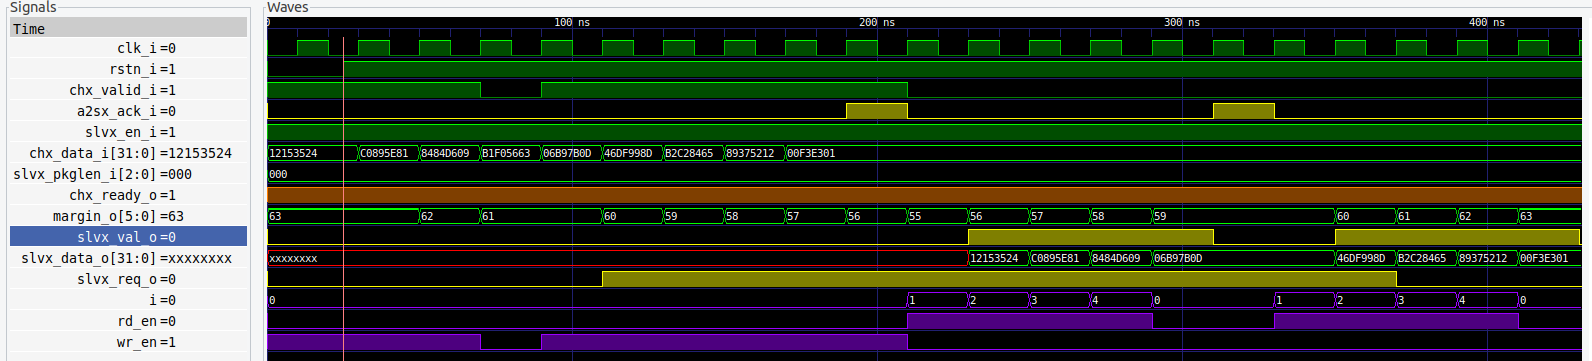 Signals
Waves
Time
0 100 ns 200 ns 300 ns 400 ns
clk_i=0
rstn_i=1
chx_valid_i=1
a2sx_ack_i=0
slvx_en_i=1
chx_data_i[31:0]=12153524 12153524 C0895E81 8484D609 B1F05663 06B97B0D 46DF998D B2C28465 89375212 00F3E301
slvx_pkglen_i[2:0]=000 000
chx_ready_o=1
margin_o[5:0]=63 63 62 61 60 59 58 57 56 55 56 57 58 59 60 61 62 63
slvx_val_o=0
slvx_data_o[31:0]=xxxxxxxx xxxxxxxx 12153524 C0895E81 8484D609 06B97B0D 46DF998D B2C28465 89375212 00F3E301
slvx_req_o=0
i=0 0 1 2 3 4 0 1 2 3 4 0
rd_en=0
wr_en=1